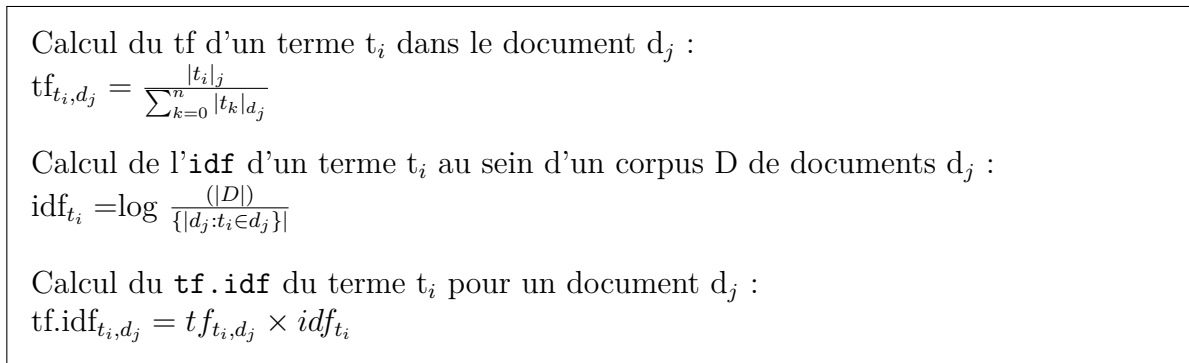 Calcul du tf d'un terme t_i dans le document d_j :
tf_{t_i,d_j} = \frac{|t_i|_j}{\sum_{k=0}^{n} |t_k|_{d_j}}
Calcul de l'idf d'un terme t_i au sein d'un corpus D de documents d_j :
idf_{t_i} =log \frac{(|D|)}{\{|d_j:t_i∈d_j\}|}
Calcul du tf.idf du terme t_i pour un document d_j :
tf.idf_{t_i,d_j} = tf_{t_i,d_j} × idf_{t_i}